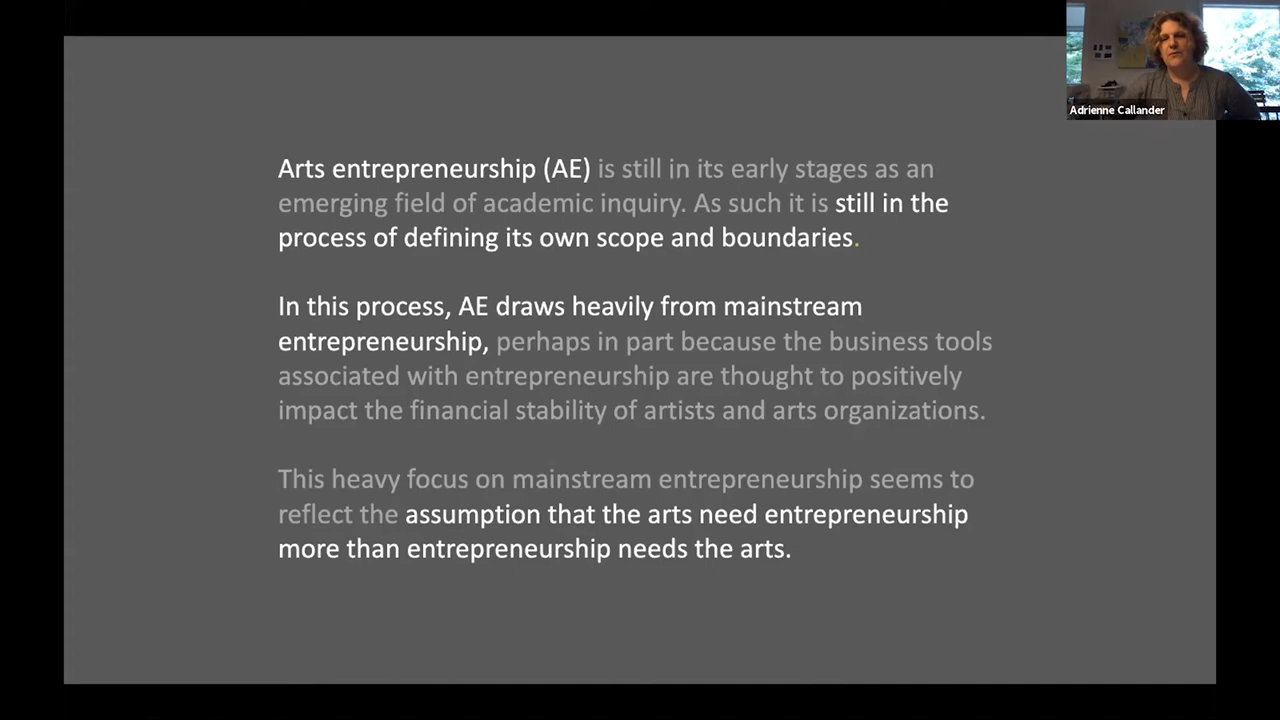 Adrienne Callander
Arts entrepreneurship (AE) is still in its early stages as an
emerging field of academic inquiry. As such it is still in the
process of defining its own scope and boundaries.
In this process, AE draws heavily from mainstream
entrepreneurship, perhaps in part because the business tools
associated with entrepreneurship are thought to positively
impact the financial stability of artists and arts organizations.
This heavy focus on mainstream entrepreneurship seems to
reflect the assumption that the arts need entrepreneurship
more than entrepreneurship needs the arts.